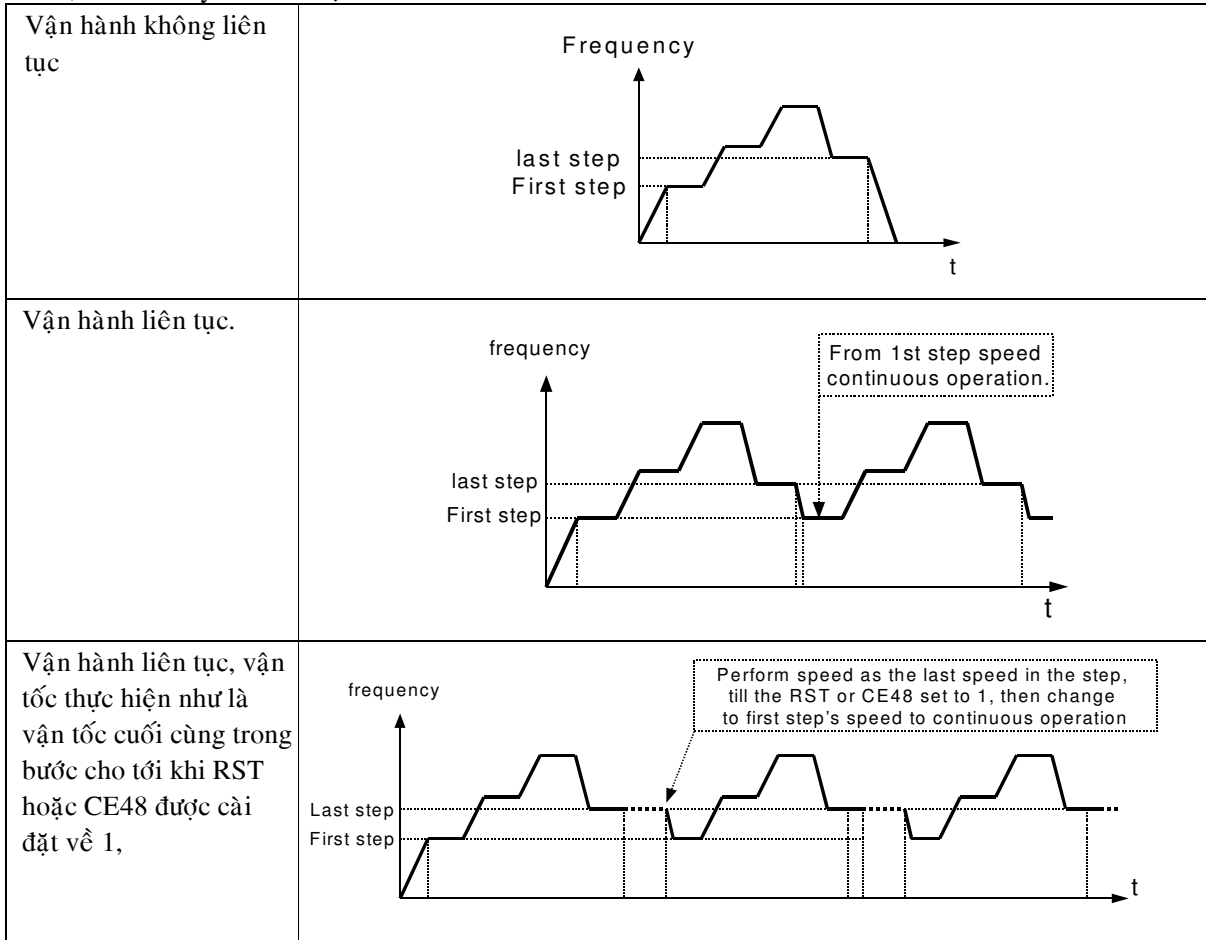 Vận hành không liên
tục
Frequency
last step
First step
t
Vận hành liên tục.
frequency
From 1st step speed
continuous operation.
last step
First step
t
Vận hành liên tục, vận
tốc thực hiện như là
vận tốc cuối cùng trong
bước cho tới khi RST
hoặc CE48 được cài
đặt về 1,
frequency
Perform speed as the last speed in the step,
till the RST or CE48 set to 1, then change
to first step's speed to continuous operation
Last step
First step
t